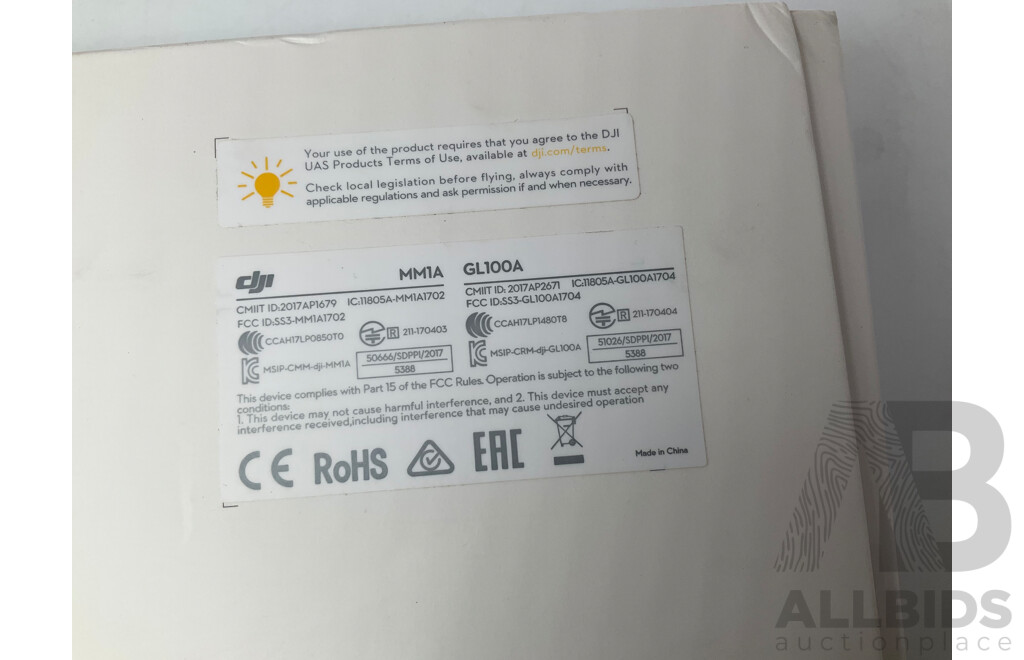 Your use of the product requires that you agree to the DJI
UAS Products Terms of Use, available at dji.com/terms.
Check local legislation before flying, always comply with
applicable regulations and ask permission if and when necessary.
dji
MM1A
CMIIT ID:2017AP1679 IC:11805A-MM1A1702
FCC ID:SS3-MM1A1702
CCAH17LP0850T0
R 211-170403
MSIP-CMM-dji-MM1A
50666/SDPPI/2017
5388
GL100A
CMIIT ID: 2017AP2671 IC:11805A-GL100A1704
FCC ID:SS3-GL100A1704
CCAH17LP1480T8
R 211-170404
MSIP-CRM-dji-GL100A
51026/SDPPI/2017
5388
This device complies with Part 15 of the FCC Rules. Operation is subject to the following two
conditions:
1. This device may not cause harmful interference, and 2. This device must accept any
interference received,including interference that may cause undesired operation
CE RoHS EAC
Made in China
AB
ALLBIDS
auctionplace